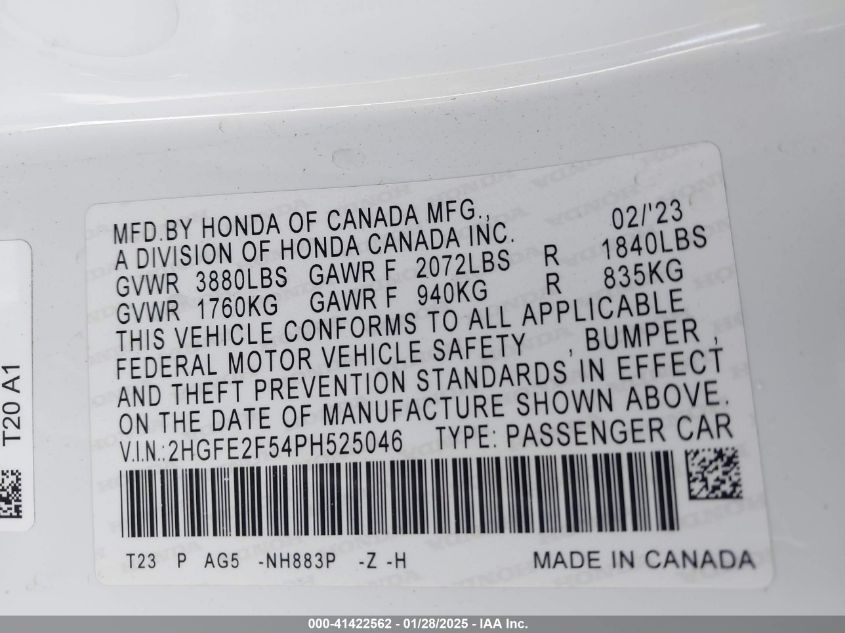 MFD.BY HONDA OF CANADA MFG., 02/'23
A DIVISION OF HONDA CANADA INC.
GVWR 3880LBS GAWR F 2072LBS R 1840LBS
GVWR 1760KG GAWR F 940KG R 835KG
THIS VEHICLE CONFORMS TO ALL APPLICABLE
FEDERAL MOTOR VEHICLE SAFETY , BUMPER ,
AND THEFT PREVENTION STANDARDS IN EFFECT
ON THE DATE OF MANUFACTURE SHOWN ABOVE.
V.I.N.:2HGFE2F54PH525046 TYPE: PASSENGER CAR
T23 P AG5 -NH883P -Z -H MADE IN CANADA
T20 A1
000-41422562 - 01/28/2025 - IAA Inc.